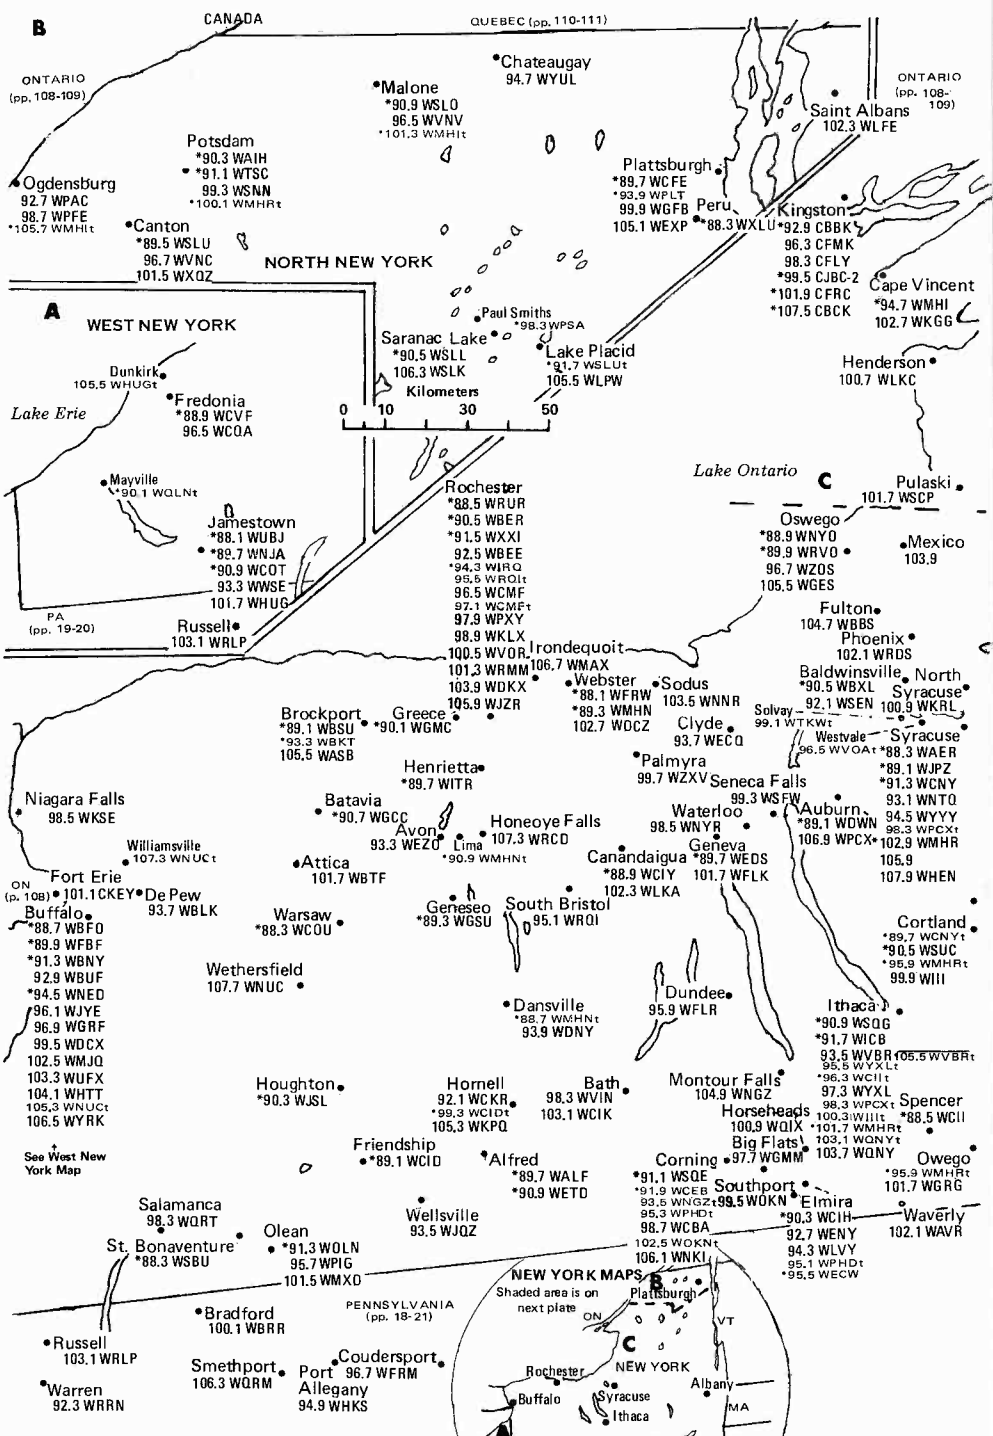 B
CANADA
QUEBEC (pp. 110-111)
ONTARIO
(pp. 108-109)
Chateaugay
94.7 WYUL
Malone
*90.9 WSLO
96.5 WVNV
*101.3 WMHIt
ONTARIO
(pp. 108-
109)
Saint Albans
102.3 WLFE
Potsdam
*90.3 WAIH
*91.1 WTSC
99.3 WSNN
*100.1 WMHRt
Ogdensburg
92.7 WPAC
98.7 WPFE
*105.7 WMHIt
Canton
*89.5 WSLU
96.7 WVNC
101.5 WXQZ
Plattsburgh
*89.7 WCFE
*93.9 WPLT
99.9 WGFB
105.1 WEXP
Peru
*88.3 WXLU
Kingston
*92.9 CBBK
96.3 CFMK
98.3 CFLY
*99.5 CJBC-2
*101.9 CFRC
*107.5 CBCK
Cape Vincent
*94.7 WMHI
102.7 WKGG
NORTH NEW YORK
A
WEST NEW YORK
Paul Smiths
*98.3 WPSA
Saranac Lake
*90.5 WSLL
106.3 WSLK
Lake Placid
*91.7 WSLUt
105.5 WLPW
Henderson
100.7 WLKC
Kilometers
0 10 30 50
Dunkirk
105.5 WHUGt
Lake Erie
Fredonia
*88.9 WCVF
96.5 WCQA
Mayville
*90.1 WQLNt
Jamestown
*88.1 WUBJ
*89.7 WNJA
*90.9 WCOT
93.3 WWSE
101.7 WHUG
PA
(pp. 19-20)
Russell
103.1 WRLP
Lake Ontario
C
Pulaski
101.7 WSCP
Rochester
*88.5 WRUR
*90.5 WBER
*91.5 WXXI
92.5 WBEE
*94.3 WIRQ
95.5 WRQIt
96.5 WCMF
97.1 WCMFt
97.9 WPXY
98.9 WKLX
100.5 WVOR
101.3 WRMM
103.9 WDKX
105.9 WJZR
Oswego
*88.9 WNYO
*89.9 WRVO
96.7 WZOS
105.5 WGES
Mexico
103.9
Fulton
104.7 WBBS
Phoenix
102.1 WRDS
Irondequoit
106.7 WMAX
Webster
*88.1 WFRW
*89.3 WMHN
102.7 WDCZ
Sodus
103.5 WNNR
Baldwinsville
*90.5 WBXL
92.1 WSEN
North
Syracuse
100.9 WKRL
Solvay
99.1 WTKWt
Westvale
96.5 WVOAt
Syracuse
*88.3 WAER
*89.1 WJPZ
*91.3 WCNY
93.1 WNTQ
94.5 WYYY
98.3 WPCXt
*102.9 WMHR
105.9
107.9 WHEN
Brockport
*89.1 WBSU
*93.3 WBKT
105.5 WASB
Greece
*90.1 WGMC
Clyde
93.7 WECQ
Palmyra
99.7 WZXV
Henrietta
*89.7 WITR
Seneca Falls
99.3 WSFW
Niagara Falls
98.5 WKSE
Batavia
*90.7 WGCC
Avon
93.3 WEZO
Lima
*90.9 WMHNt
Honeoye Falls
107.3 WRCD
Waterloo
98.5 WNYR
Auburn
*89.1 WDWN
106.9 WPCX
Geneva
*89.7 WEDS
101.7 WFLK
Williamsville
107.3 WNUCt
Attica
101.7 WBTF
Canandaigua
*88.9 WCIY
102.3 WLKA
ON
(p. 108)
Fort Erie
101.1 CKEY
De Pew
93.7 WBLK
Buffalo
*88.7 WBFO
*89.9 WFBF
*91.3 WBNY
92.9 WBUF
*94.5 WNED
96.1 WJYE
96.9 WGRF
99.5 WDCX
102.5 WMJQ
103.3 WUFX
104.1 WHTT
105.3 WNUCt
106.5 WYRK
Warsaw
*88.3 WCOU
Geneseo
*89.3 WGSU
South Bristol
95.1 WRQI
Cortland
*89.7 WCNYt
*90.5 WSUC
*95.9 WMHRt
99.9 WIII
Wethersfield
107.7 WNUC
Dansville
*88.7 WMHNt
93.9 WDNY
Dundee
95.9 WFLR
Ithaca
*90.9 WSQG
*91.7 WICB
93.5 WVBR 105.5 WVBRt
95.5 WYXLt
*96.3 WCIIt
97.3 WYXL
98.3 WPCXt
100.3 WIIIt
*101.7 WMHRt
103.1 WQNYt
103.7 WQNY
Houghton
*90.3 WJSL
Hornell
92.1 WCKR
*99.3 WCIDt
105.3 WKPQ
Bath
98.3 WVIN
103.1 WCIK
Montour Falls
104.9 WNGZ
Horseheads
100.9 WQIX
Spencer
*88.5 WCII
See West New
York Map
Friendship
*89.1 WCID
Alfred
*89.7 WALF
*90.9 WETD
Big Flats
*97.7 WGMM
Corning
*91.1 WSQE
*91.9 WCEB
93.5 WNGZt
95.3 WPHDt
98.7 WCBA
102.5 WOKNt
106.1 WNKI
Southport
99.5 WOKN
Owego
*95.9 WMHRt
101.7 WGRG
Salamanca
98.3 WQRT
Wellsville
93.5 WJQZ
Elmira
*90.3 WCIH
92.7 WENY
94.3 WLVY
95.1 WPHDt
*95.5 WECW
Waverly
102.1 WAVR
St. Bonaventure
*88.3 WSBU
Olean
*91.3 WOLN
95.7 WPIG
101.5 WMXO
PENNSYLVANIA
(pp. 18-21)
Bradford
100.1 WBRR
Russell
103.1 WRLP
Smethport
106.3 WQRM
Port
Allegany
94.9 WHKS
Coudersport
96.7 WFRM
Warren
92.3 WRRN
NEW YORK MAPS
Shaded area is on
next plate
B
Plattsburgh
ON
VT
C
NEW YORK
Rochester
Buffalo
Syracuse
Ithaca
Albany
MA
A